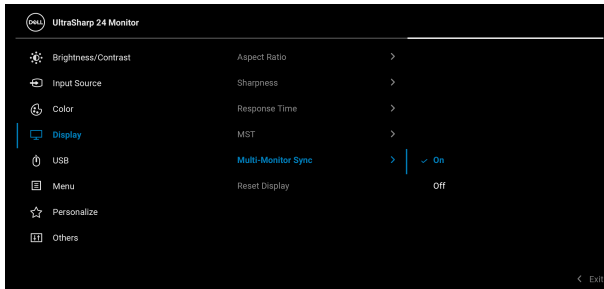 DELL UltraSharp 24 Monitor
Brightness/Contrast Aspect Ratio
Input Source Sharpness
Color Response Time
Display MST
USB Multi-Monitor Sync On
Menu Reset Display Off
Personalize
Others
Exit